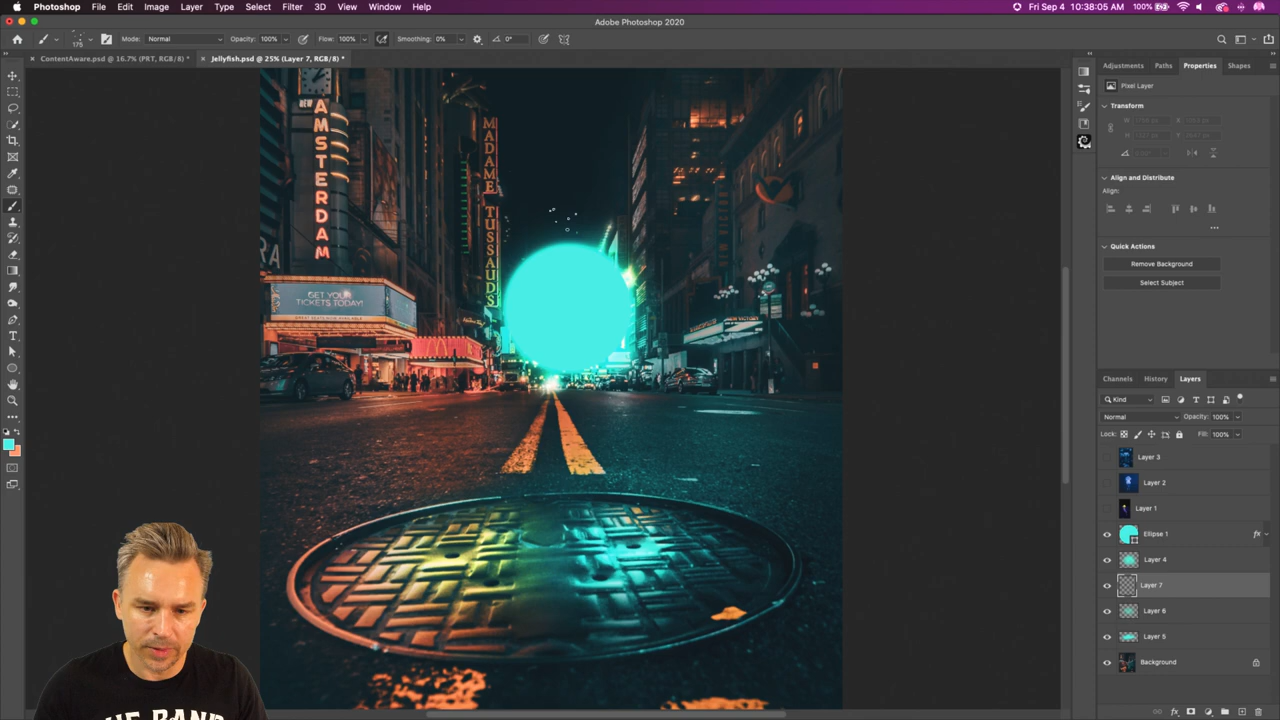 Photoshop File Edit Image Layer Type Select Filter 3D View Window Help
Fri Sep 4 10:38:05 AM 100%
Adobe Photoshop 2020
175 Mode: Normal Opacity: 100% Flow: 100% Smoothing: 0% 0°
× ContentAware.psd @ 16.7% (PRT, RGB/8) * × Jellyfish.psd @ 25% (Layer 7, RGB/8) *
Adjustments Paths Properties Shapes
Pixel Layer
Transform
Align and Distribute
Align:
Quick Actions
Remove Background
Select Subject
NEW
AMSTERDAM
MADAME TUSSAUDS
GET YOUR
TICKETS TODAY!
Channels History Layers
Kind
Normal Opacity: 100%
Lock: Fill: 100%
Layer 3
Layer 2
Layer 1
Ellipse 1 fx
Layer 4
Layer 7
Layer 6
Layer 5
Background
fx